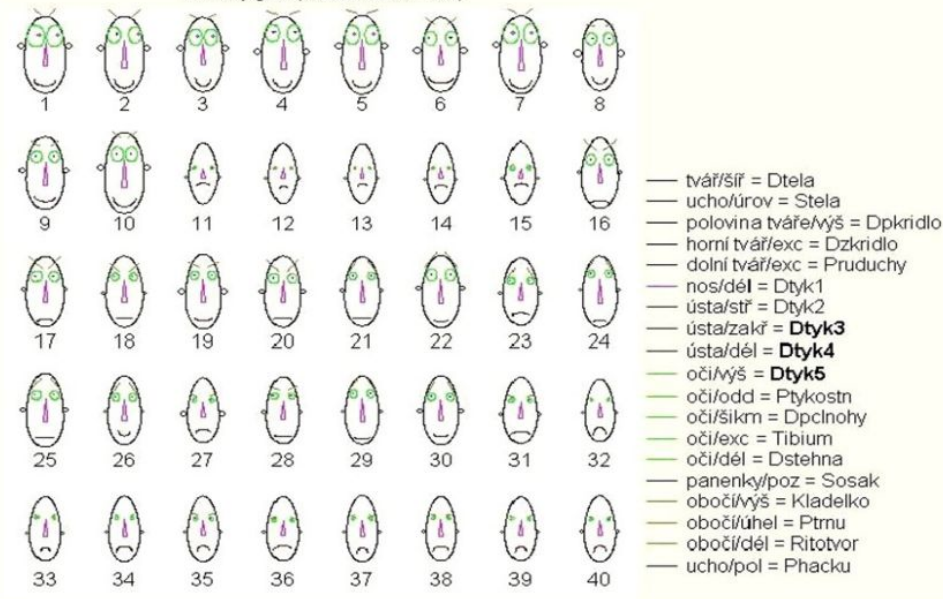 1 2 3 4 5 6 7 8
9 10 11 12 13 14 15 16
17 18 19 20 21 22 23 24
25 26 27 28 29 30 31 32
33 34 35 36 37 38 39 40
tvář/šíř = Dtela
ucho/úrov = Stela
polovina tváře/výš = Dpkridlo
horní tvář/exc = Dzkridlo
dolní tvář/exc = Pruduchy
nos/dél = Dtyk1
ústa/stř = Dtyk2
ústa/zakř = Dtyk3
ústa/dél = Dtyk4
oči/výš = Dtyk5
oči/odd = Ptykostn
oči/šikm = Dpclnohy
oči/exc = Tibium
oči/dél = Dstehna
panenky/poz = Sosak
obočí/výš = Kladelko
obočí/úhel = Ptrnu
obočí/dél = Ritotvor
ucho/pol = Phacku